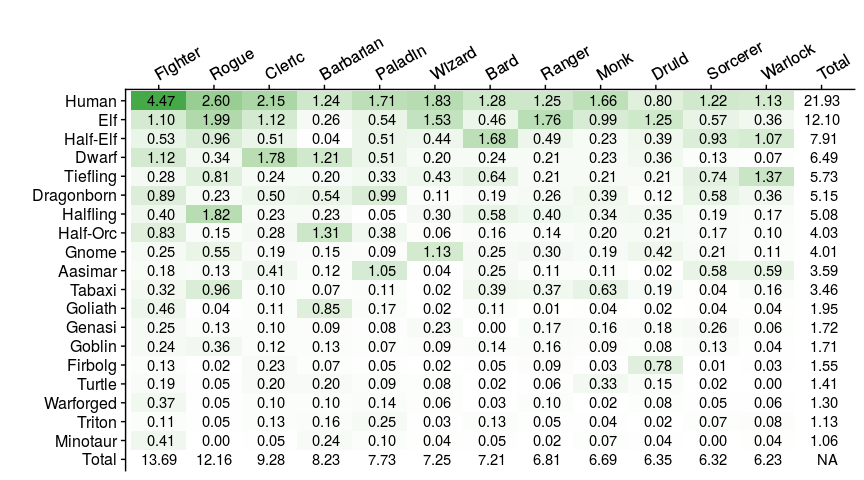 Fighter Rogue Cleric Barbarian Paladin Wizard Bard Ranger Monk Druid Sorcerer Warlock Total
Human 4.47 2.60 2.15 1.24 1.71 1.83 1.28 1.25 1.66 0.80 1.22 1.13 21.93
Elf 1.10 1.99 1.12 0.26 0.54 1.53 0.46 1.76 0.99 1.25 0.57 0.36 12.10
Half-Elf 0.53 0.96 0.51 0.04 0.51 0.44 1.68 0.49 0.23 0.39 0.93 1.07 7.91
Dwarf 1.12 0.34 1.78 1.21 0.51 0.20 0.24 0.21 0.23 0.36 0.13 0.07 6.49
Tiefling 0.28 0.81 0.24 0.20 0.33 0.43 0.64 0.21 0.21 0.21 0.74 1.37 5.73
Dragonborn 0.89 0.23 0.50 0.54 0.99 0.11 0.19 0.26 0.39 0.12 0.58 0.36 5.15
Halfling 0.40 1.82 0.23 0.23 0.05 0.30 0.58 0.40 0.34 0.35 0.19 0.17 5.08
Half-Orc 0.83 0.15 0.28 1.31 0.38 0.06 0.16 0.14 0.20 0.21 0.17 0.10 4.03
Gnome 0.25 0.55 0.19 0.15 0.09 1.13 0.25 0.30 0.19 0.42 0.21 0.11 4.01
Aasimar 0.18 0.13 0.41 0.12 1.05 0.04 0.25 0.11 0.11 0.02 0.58 0.59 3.59
Tabaxi 0.32 0.96 0.10 0.07 0.11 0.02 0.39 0.37 0.63 0.19 0.04 0.16 3.46
Goliath 0.46 0.04 0.11 0.85 0.17 0.02 0.11 0.01 0.04 0.02 0.04 0.04 1.95
Genasi 0.25 0.13 0.10 0.09 0.08 0.23 0.00 0.17 0.16 0.18 0.26 0.06 1.72
Goblin 0.24 0.36 0.12 0.13 0.07 0.09 0.14 0.16 0.09 0.08 0.13 0.04 1.71
Firbolg 0.13 0.02 0.23 0.07 0.05 0.02 0.05 0.09 0.03 0.78 0.01 0.03 1.55
Turtle 0.19 0.05 0.20 0.20 0.09 0.08 0.02 0.06 0.33 0.15 0.02 0.00 1.41
Warforged 0.37 0.05 0.10 0.10 0.14 0.06 0.03 0.10 0.02 0.08 0.05 0.06 1.30
Triton 0.11 0.05 0.13 0.16 0.25 0.03 0.13 0.05 0.04 0.02 0.07 0.08 1.13
Minotaur 0.41 0.00 0.05 0.24 0.10 0.04 0.05 0.02 0.07 0.04 0.00 0.04 1.06
Total 13.69 12.16 9.28 8.23 7.73 7.25 7.21 6.81 6.69 6.35 6.32 6.23 NA